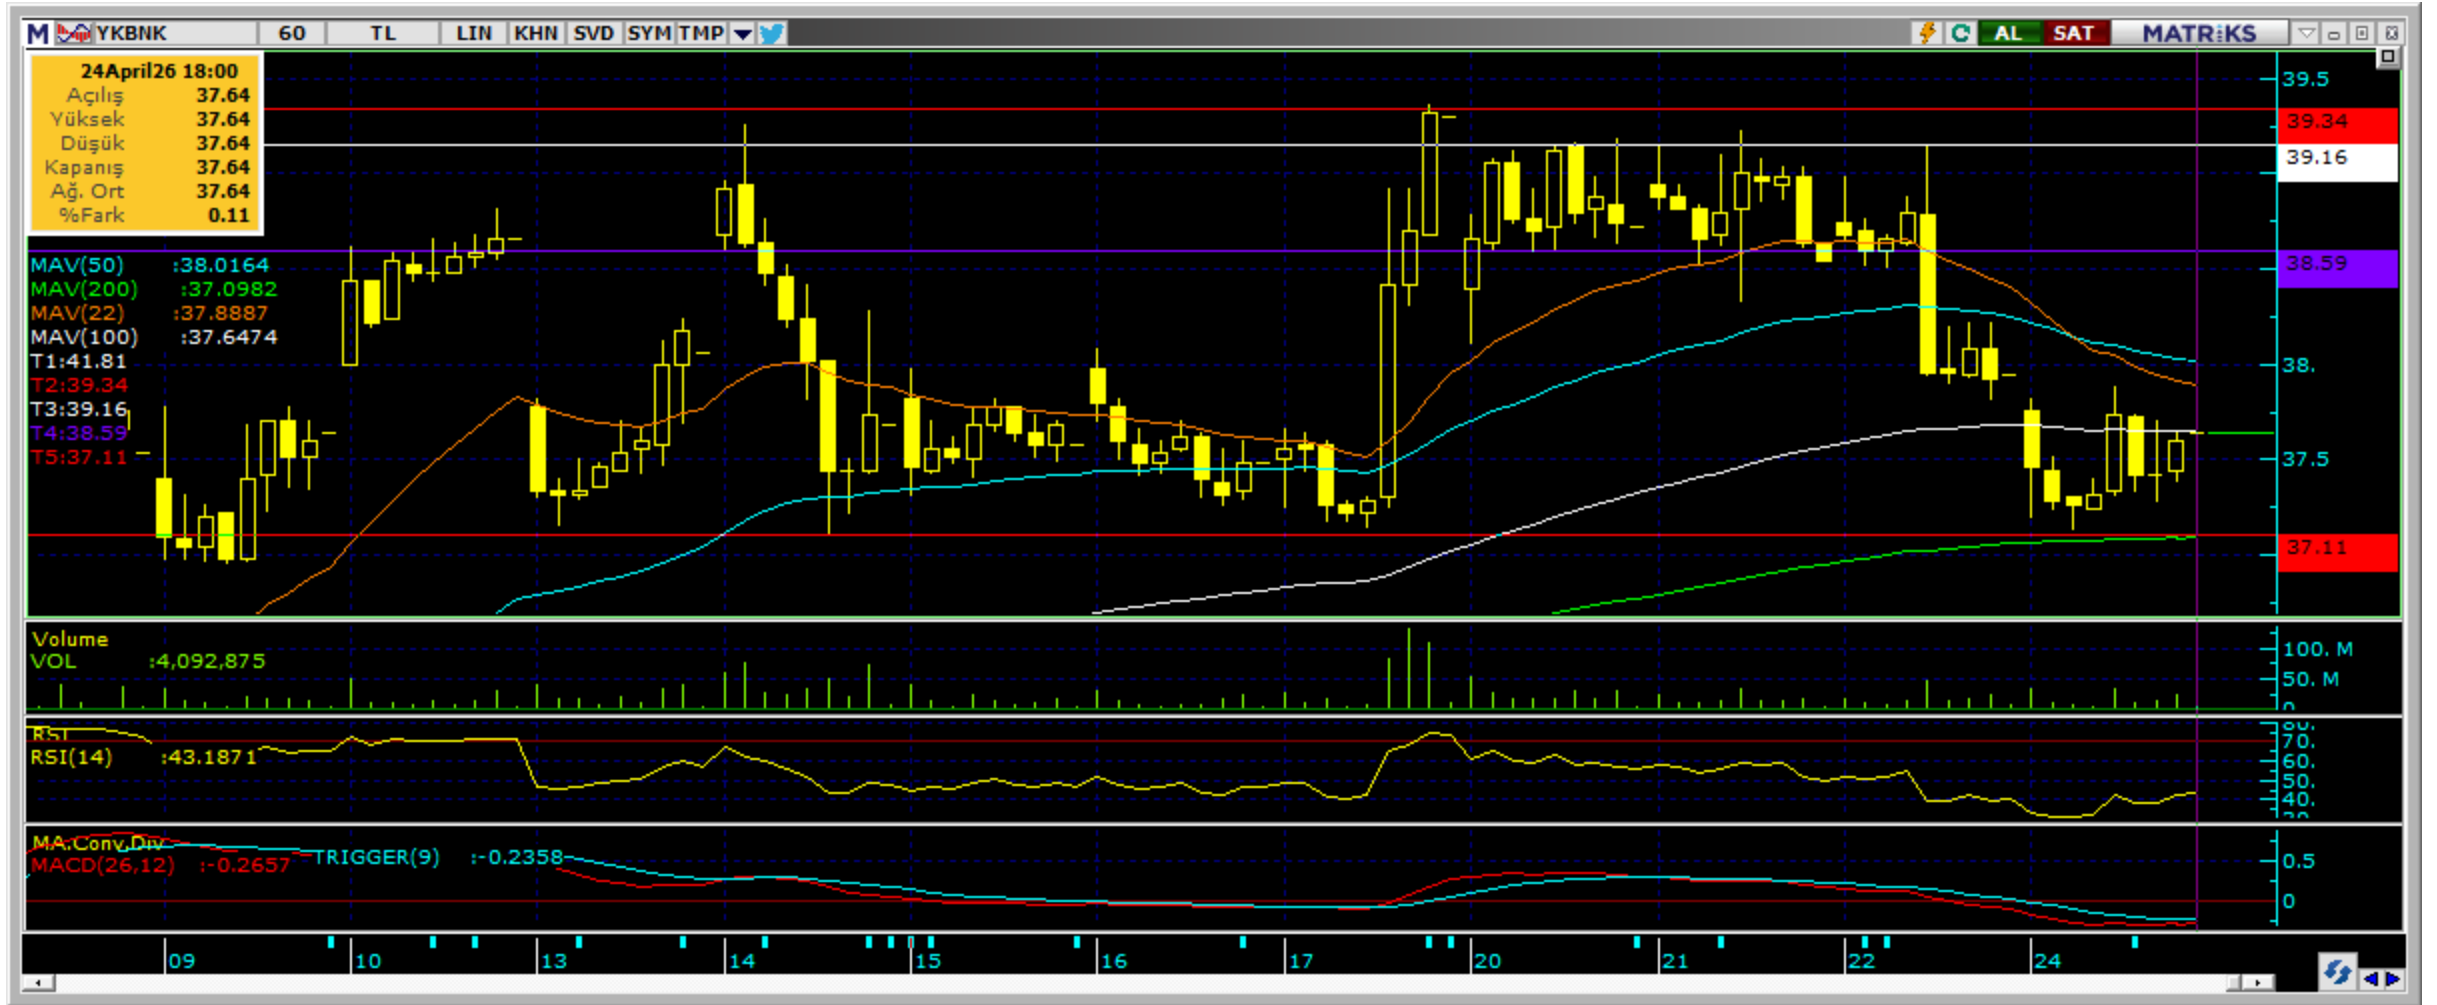 M YKBNK 60 TL LIN KHN SVD SYM TMP AL SAT MATRiKS
24April26 18:00
Açılış 37.64
Yüksek 37.64
Düşük 37.64
Kapanış 37.64
Ağ. Ort 37.64
%Fark 0.11
MAV(50) :38.0164
MAV(200) :37.0982
MAV(22) :37.8887
MAV(100) :37.6474
T1:41.81
T2:39.34
T3:39.16
T4:38.59
T5:37.11
39.5
39.34
39.16
38.59
38.
37.5
37.11
Volume
VOL :4,092,875
100. M
50. M
0
RSI
RSI(14) :43.1871
80.
70.
60.
50.
40.
30
MA.Conv.Div
MACD(26,12) :-0.2657 TRIGGER(9) :-0.2358
0.5
0
09 10 13 14 15 16 17 20 21 22 24